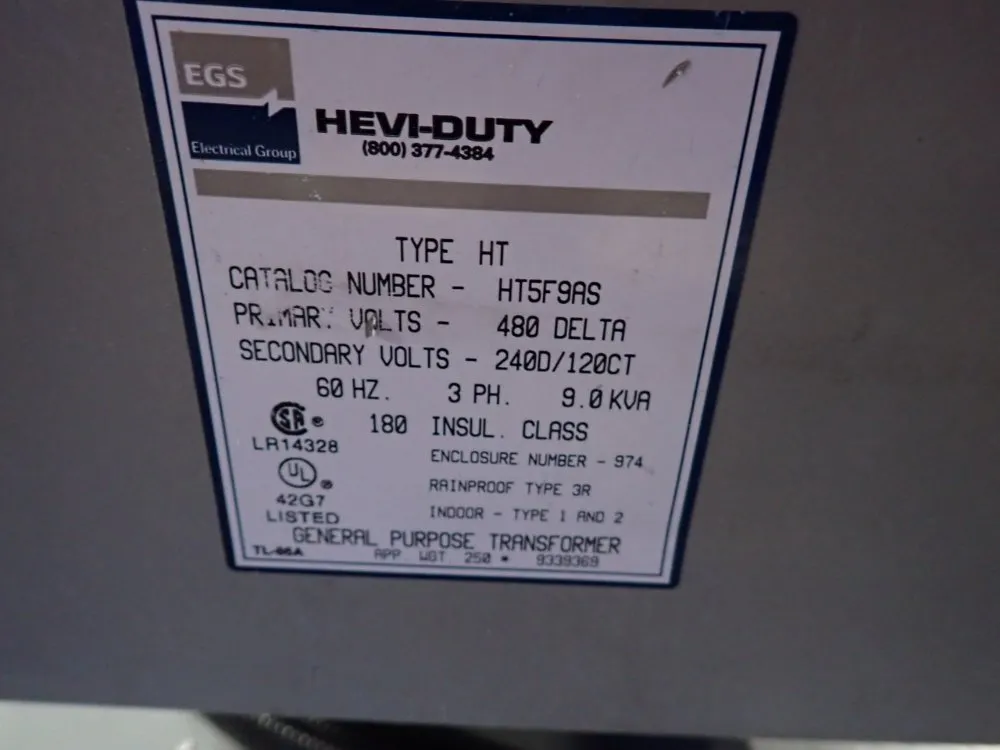 EGS
Electrical Group
HEVI-DUTY
(800) 377-4384
TYPE HT
CATALOG NUMBER - HT5F9AS
PRIMARY VOLTS - 480 DELTA
SECONDARY VOLTS - 240D/120CT
60 HZ. 3 PH. 9.0 KVA
180 INSUL. CLASS
SA ®
LR14328
ENCLOSURE NUMBER - 974
UL ®
RAINPROOF TYPE 3R
42G7
LISTED
INDOOR - TYPE 1 AND 2
GENERAL PURPOSE TRANSFORMER
APP WGT 250 * 9339369